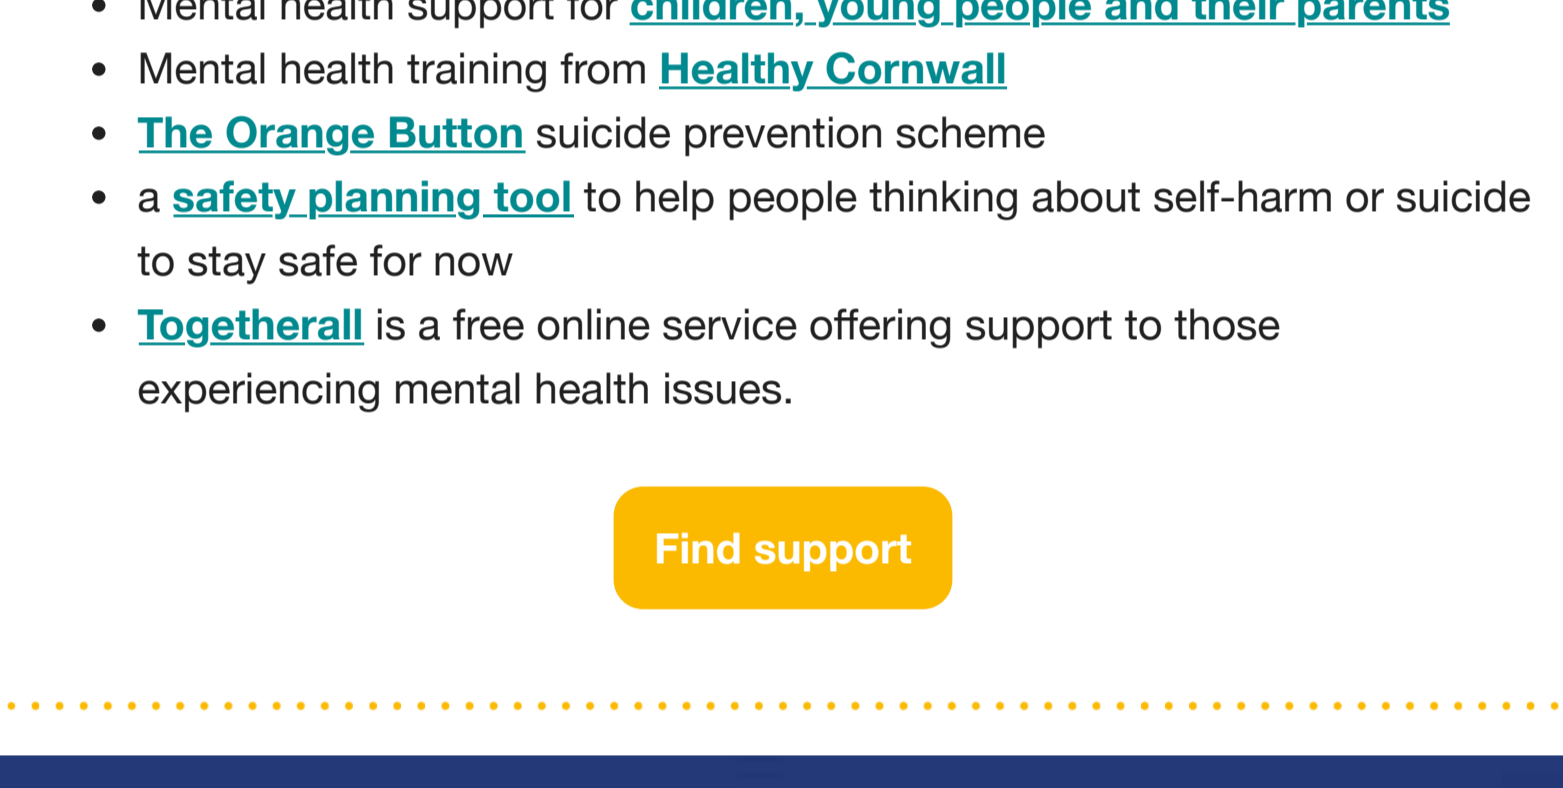 Mental health support for children, young people and their parents
Mental health training from Healthy Cornwall
The Orange Button suicide prevention scheme
a safety planning tool to help people thinking about self-harm or suicide
to stay safe for now
Togetherall is a free online service offering support to those
experiencing mental health issues.
Find support